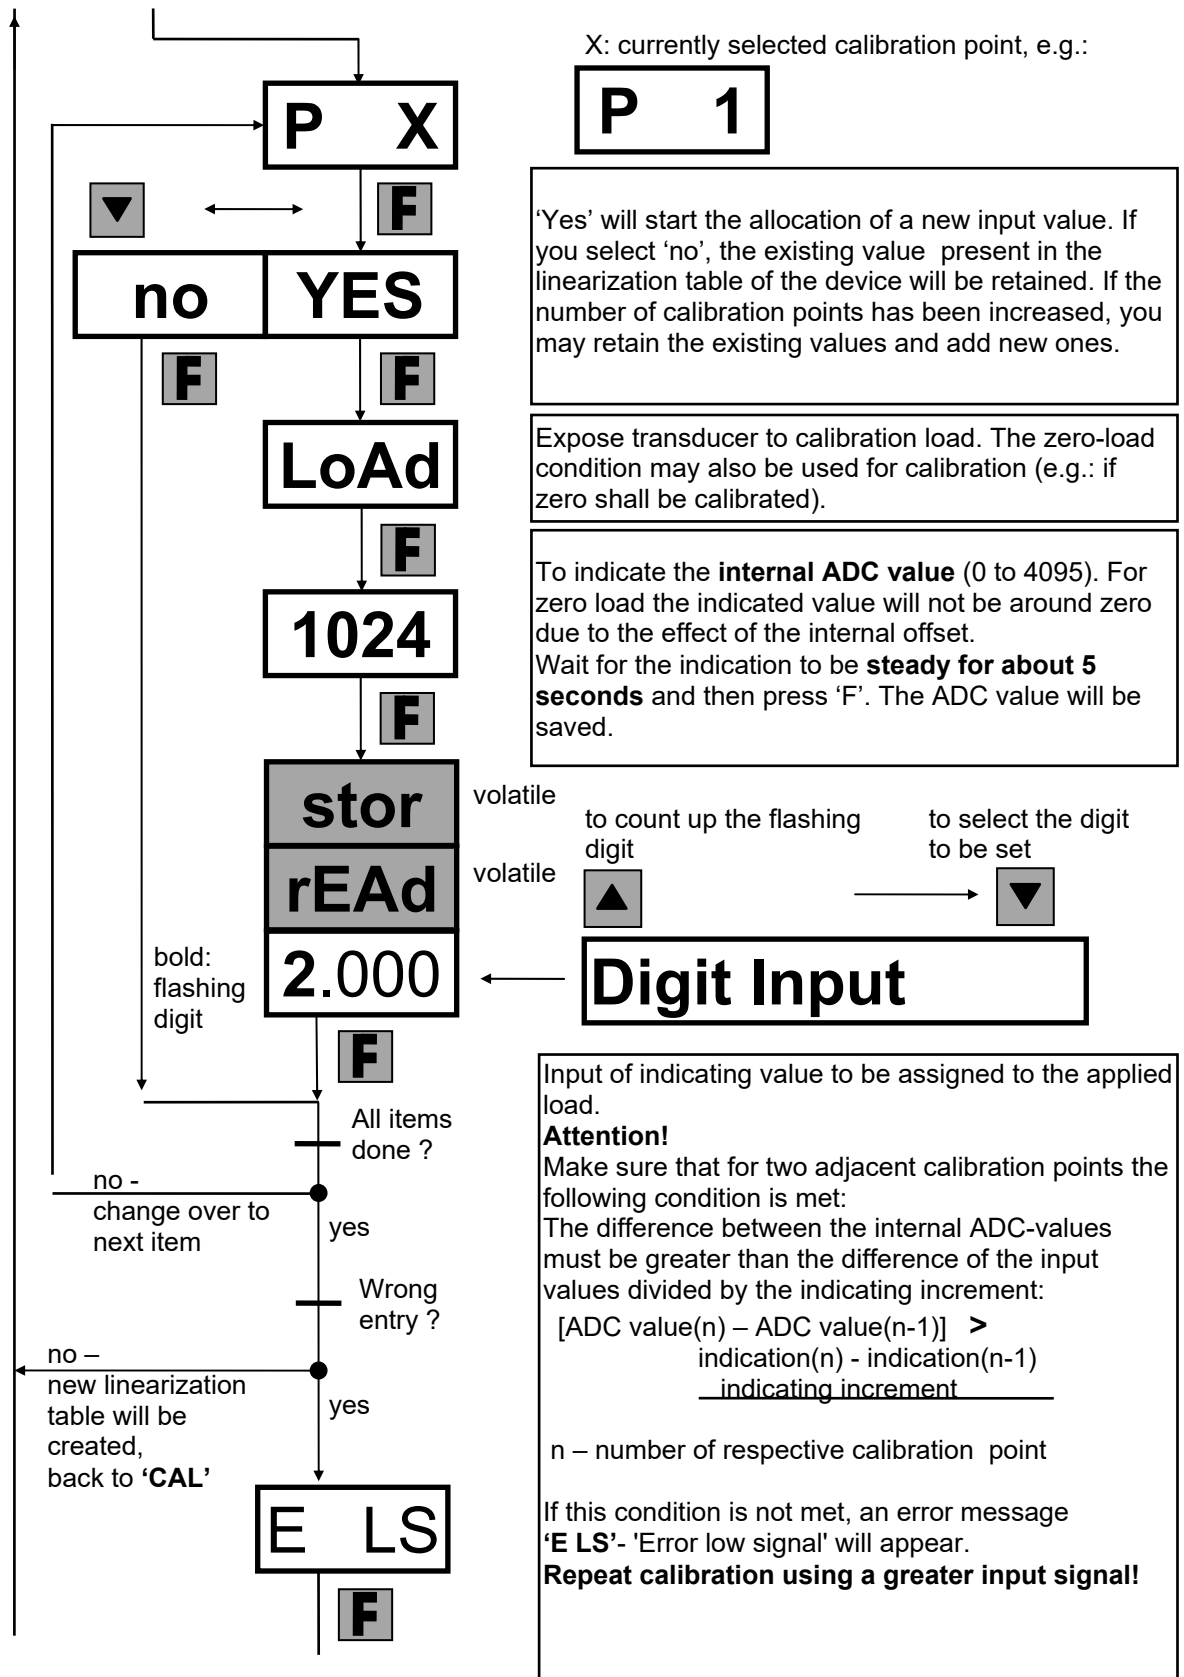 X: currently selected calibration point, e.g.:
P X
P 1
F
no
YES
‘Yes’ will start the allocation of a new input value. If
you select ‘no’, the existing value present in the
linearization table of the device will be retained. If the
number of calibration points has been increased, you
may retain the existing values and add new ones.
F
F
LoAd
Expose transducer to calibration load. The zero-load
condition may also be used for calibration (e.g.: if
zero shall be calibrated).
F
1024
To indicate the internal ADC value (0 to 4095). For
zero load the indicated value will not be around zero
due to the effect of the internal offset.
Wait for the indication to be steady for about 5
seconds and then press ‘F’. The ADC value will be
saved.
F
stor
volatile
rEAd
volatile
to count up the flashing
digit
to select the digit
to be set
bold:
flashing
digit
2.000
Digit Input
F
All items
done ?
no -
change over to
next item
yes
Wrong
entry ?
no –
new linearization
table will be
created,
back to ‘CAL’
yes
E LS
F
Input of indicating value to be assigned to the applied
load.
Attention!
Make sure that for two adjacent calibration points the
following condition is met:
The difference between the internal ADC-values
must be greater than the difference of the input
values divided by the indicating increment:
[ADC value(n) – ADC value(n-1)] >
indication(n) - indication(n-1)
indicating increment
n – number of respective calibration point
If this condition is not met, an error message
‘E LS’- 'Error low signal' will appear.
Repeat calibration using a greater input signal!